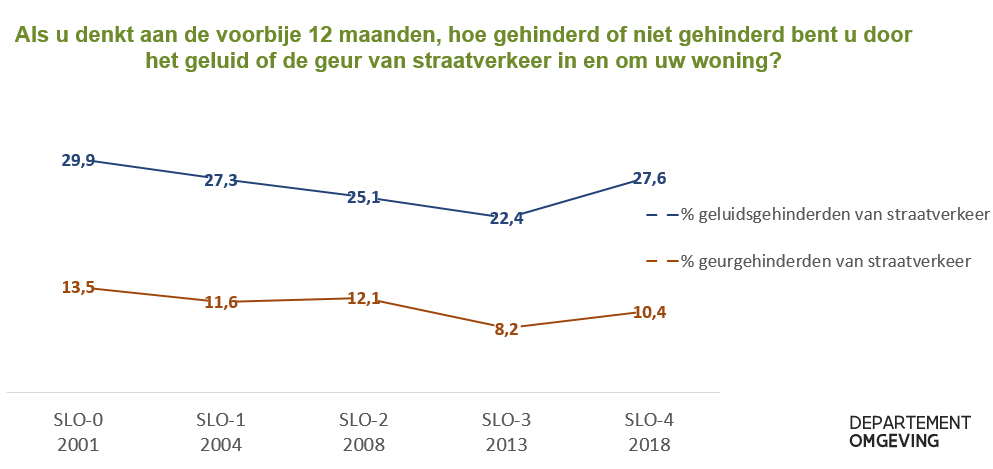 Als u denkt aan de voorbije 12 maanden, hoe gehinderd of niet gehinderd bent u door
het geluid of de geur van straatverkeer in en om uw woning?
29,9
27,3
25,1
22,4
27,6
% geluidsgehinderden van straatverkeer
% geurgehinderden van straatverkeer
13,5
11,6
12,1
8,2
10,4
SLO-0
2001
SLO-1
2004
SLO-2
2008
SLO-3
2013
SLO-4
2018
DEPARTEMENT
OMGEVING